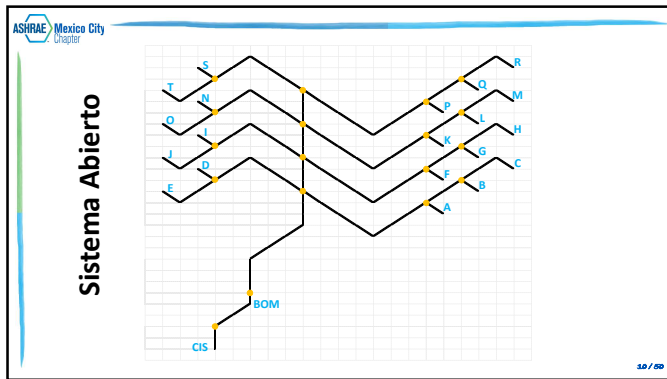 ASHRAE Mexico City
Chapter
Sistema Abierto
S
R
T
Q
N
P
M
O
L
I
K
H
J
G
D
F
C
E
B
A
BOM
CIS
10 / 50